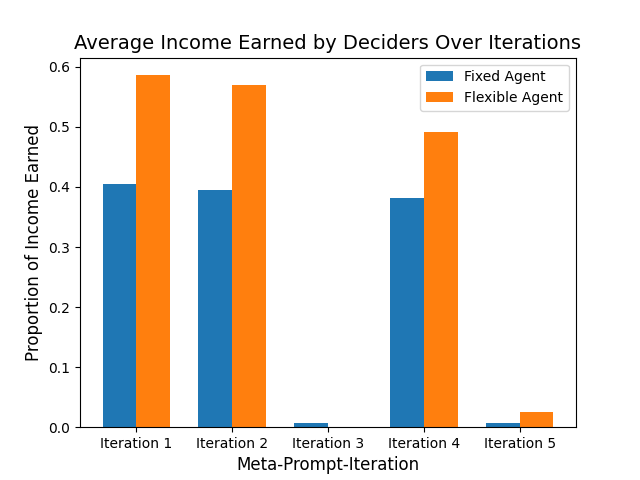 Average Income Earned by Deciders Over Iterations
Fixed Agent
Flexible Agent
Proportion of Income Earned
0.6
0.5
0.4
0.3
0.2
0.1
0.0
Iteration 1 Iteration 2 Iteration 3 Iteration 4 Iteration 5
Meta-Prompt-Iteration